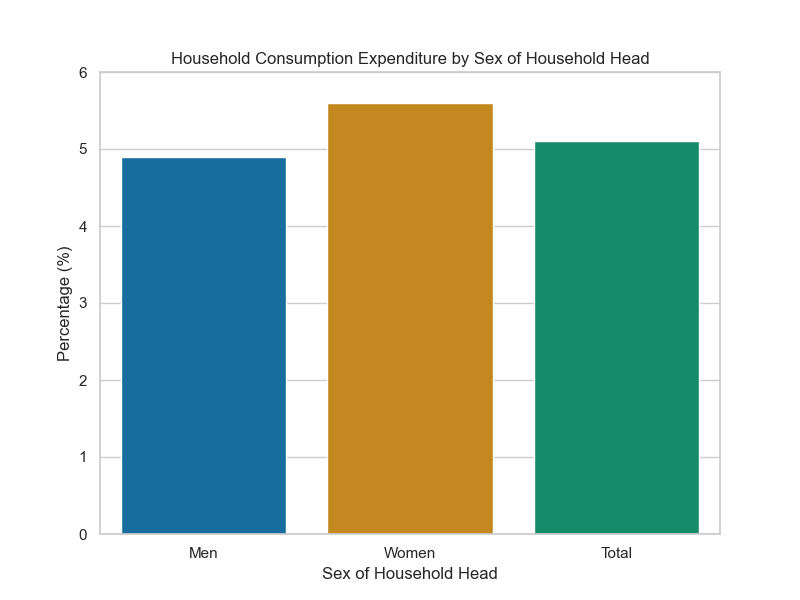 Household Consumption Expenditure by Sex of Household Head
6
5
4
3
2
1
0
Percentage (%)
Men
Women
Total
Sex of Household Head